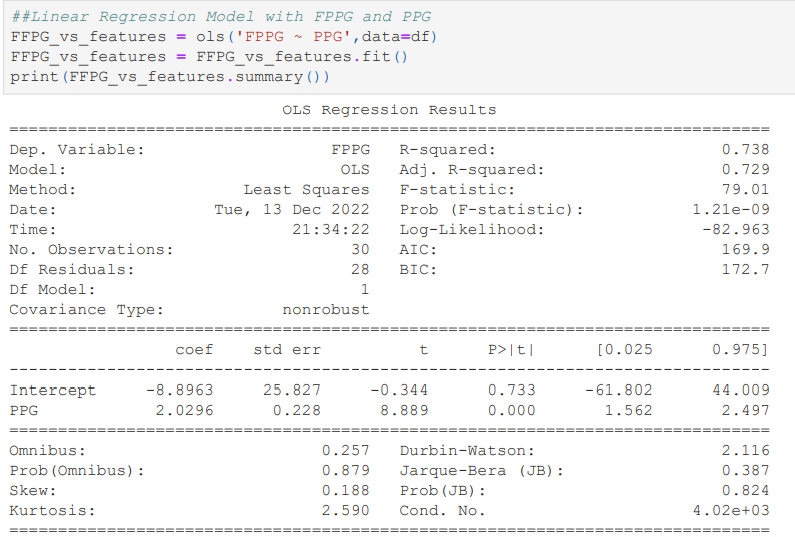 ##Linear Regression Model with FPPG and PPG
FFPG_vs_features = ols('FPPG ~ PPG',data=df)
FFPG_vs_features = FFPG_vs_features.fit()
print(FFPG_vs_features.summary())
OLS Regression Results
==============================================================================
Dep. Variable: FPPG R-squared: 0.738
Model: OLS Adj. R-squared: 0.729
Method: Least Squares F-statistic: 79.01
Date: Tue, 13 Dec 2022 Prob (F-statistic): 1.21e-09
Time: 21:34:22 Log-Likelihood: -82.963
No. Observations: 30 AIC: 169.9
Df Residuals: 28 BIC: 172.7
Df Model: 1
Covariance Type: nonrobust
==============================================================================
coef std err t P>|t| [0.025 0.975]
------------------------------------------------------------------------------
Intercept -8.8963 25.827 -0.344 0.733 -61.802 44.009
PPG 2.0296 0.228 8.889 0.000 1.562 2.497
==============================================================================
Omnibus: 0.257 Durbin-Watson: 2.116
Prob(Omnibus): 0.879 Jarque-Bera (JB): 0.387
Skew: 0.188 Prob(JB): 0.824
Kurtosis: 2.590 Cond. No. 4.02e+03
==============================================================================